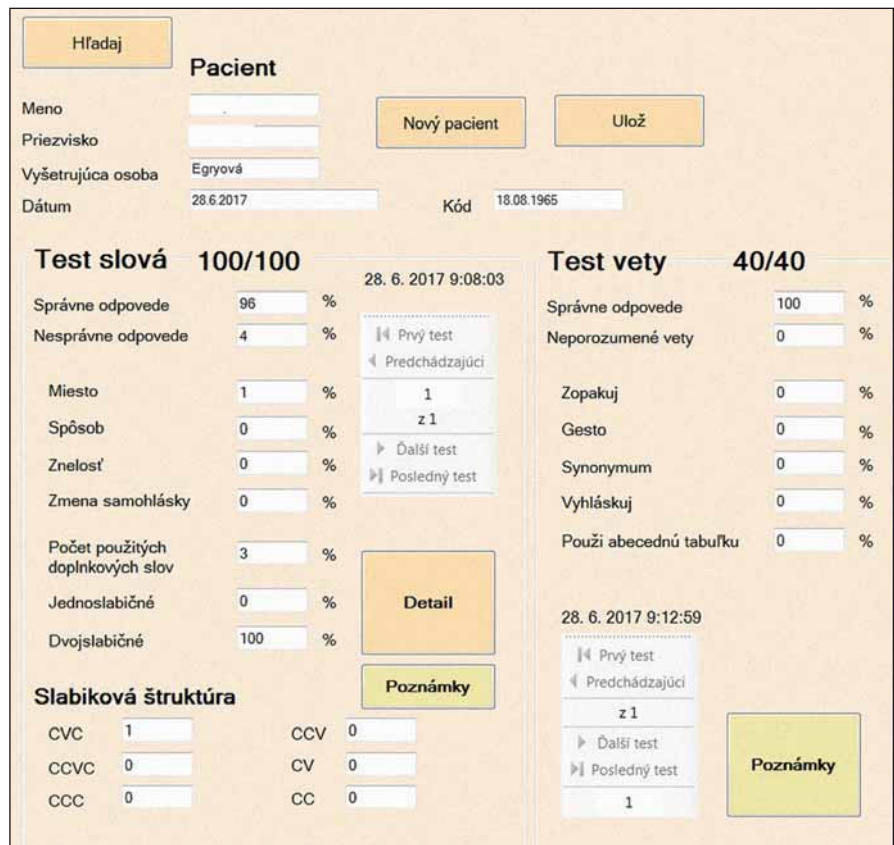 Hľadaj
Pacient
Meno
Nový pacient
Ulož
Priezvisko
Vyšetrujúca osoba Egryová
Dátum 28.6.2017 Kód 18.08.1965
Test slová 100/100
28. 6. 2017 9:08:03
Správne odpovede 96 %
Nesprávne odpovede 4 %
Prvý test
Predchádzajúci
1
z 1
Ďalší test
Posledný test
Miesto 1 %
Spôsob 0 %
Znelosť 0 %
Zmena samohlásky 0 %
Počet použitých
doplnkových slov 3 %
Jednoslabičné 0 %
Dvojslabičné 100 %
Detail
Poznámky
Slabiková štruktúra
CVC 1 CCV 0
CCVC 0 CV 0
CCC 0 CC 0
Test vety 40/40
Správne odpovede 100 %
Neporozumené vety 0 %
Zopakuj 0 %
Gesto 0 %
Synonymum 0 %
Vyhláskuj 0 %
Použi abecednú tabuľku 0 %
28. 6. 2017 9:12:59
Prvý test
Predchádzajúci
z 1
Ďalší test
Posledný test
1
Poznámky